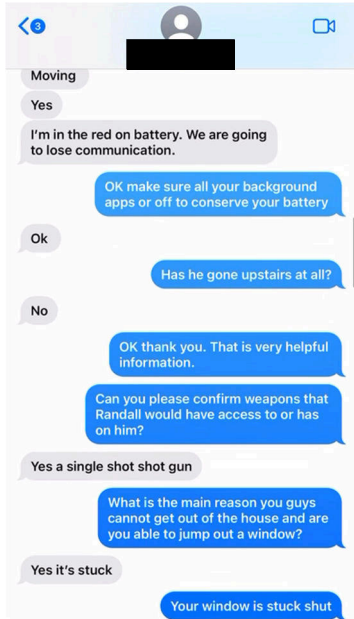 3
Moving
Yes
I'm in the red on battery. We are going
to lose communication.
OK make sure all your background
apps or off to conserve your battery
Ok
Has he gone upstairs at all?
No
OK thank you. That is very helpful
information.
Can you please confirm weapons that
Randall would have access to or has
on him?
Yes a single shot shot gun
What is the main reason you guys
cannot get out of the house and are
you able to jump out a window?
Yes it's stuck
Your window is stuck shut